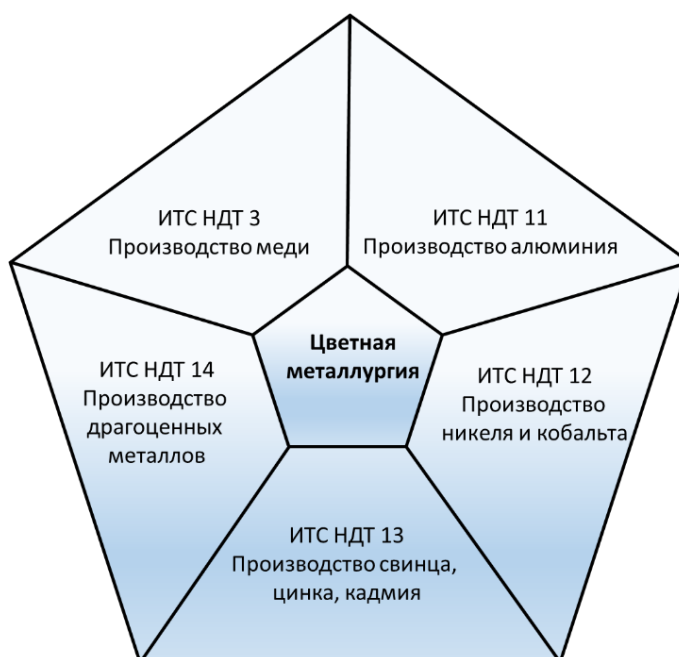 ИТС НДТ 3
Производство меди
ИТС НДТ 11
Производство алюминия
Цветная
металлургия
ИТС НДТ 14
Производство
драгоценных
металлов
ИТС НДТ 12
Производство
никеля и кобальта
ИТС НДТ 13
Производство свинца,
цинка, кадмия